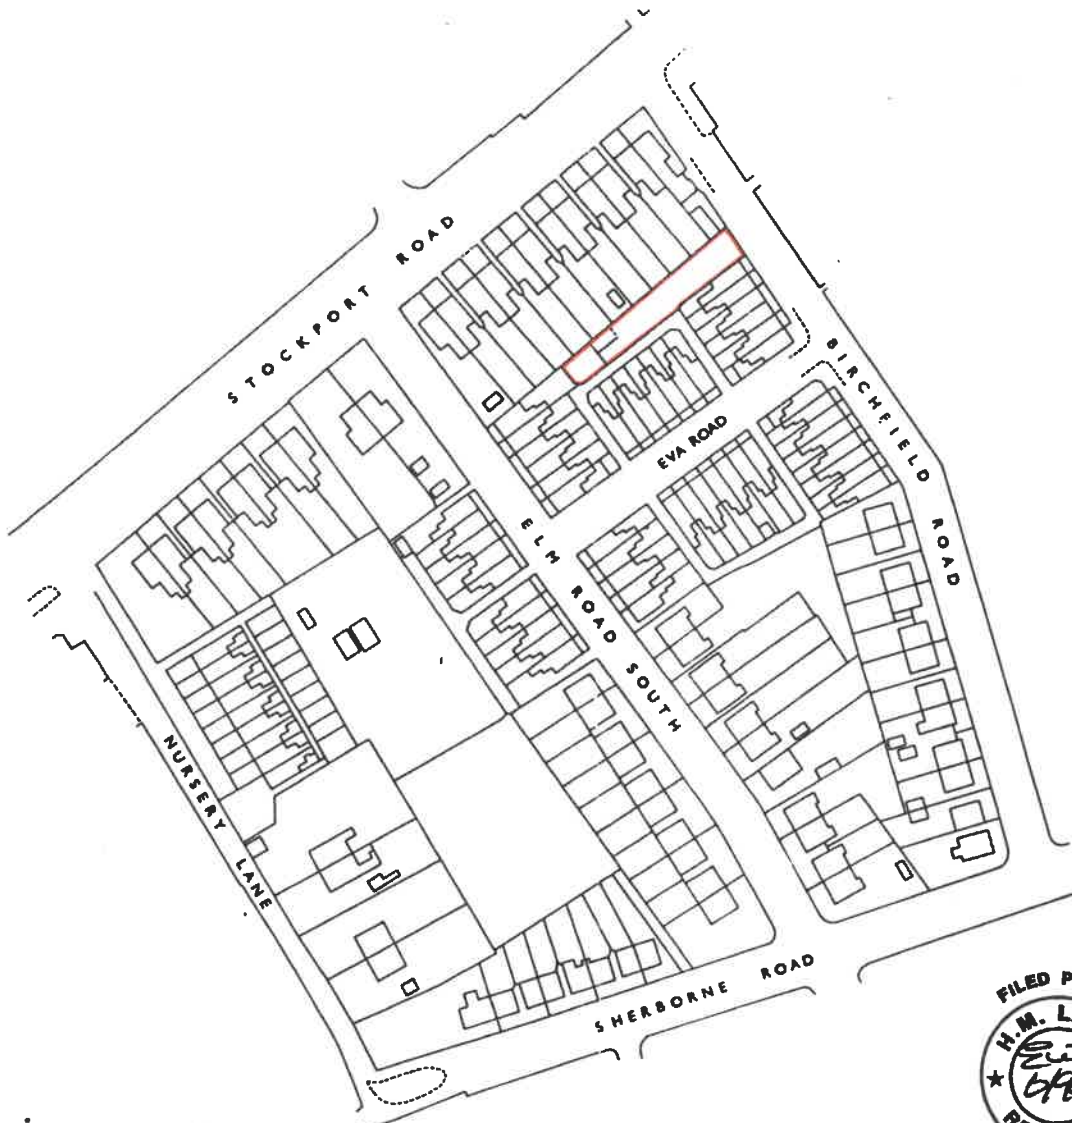 STOCKPORT ROAD
BIRCHFIELD ROAD
EVA ROAD
ELM ROAD SOUTH
NURSERY LANE
SHERBORNE ROAD
FILED
H.M.